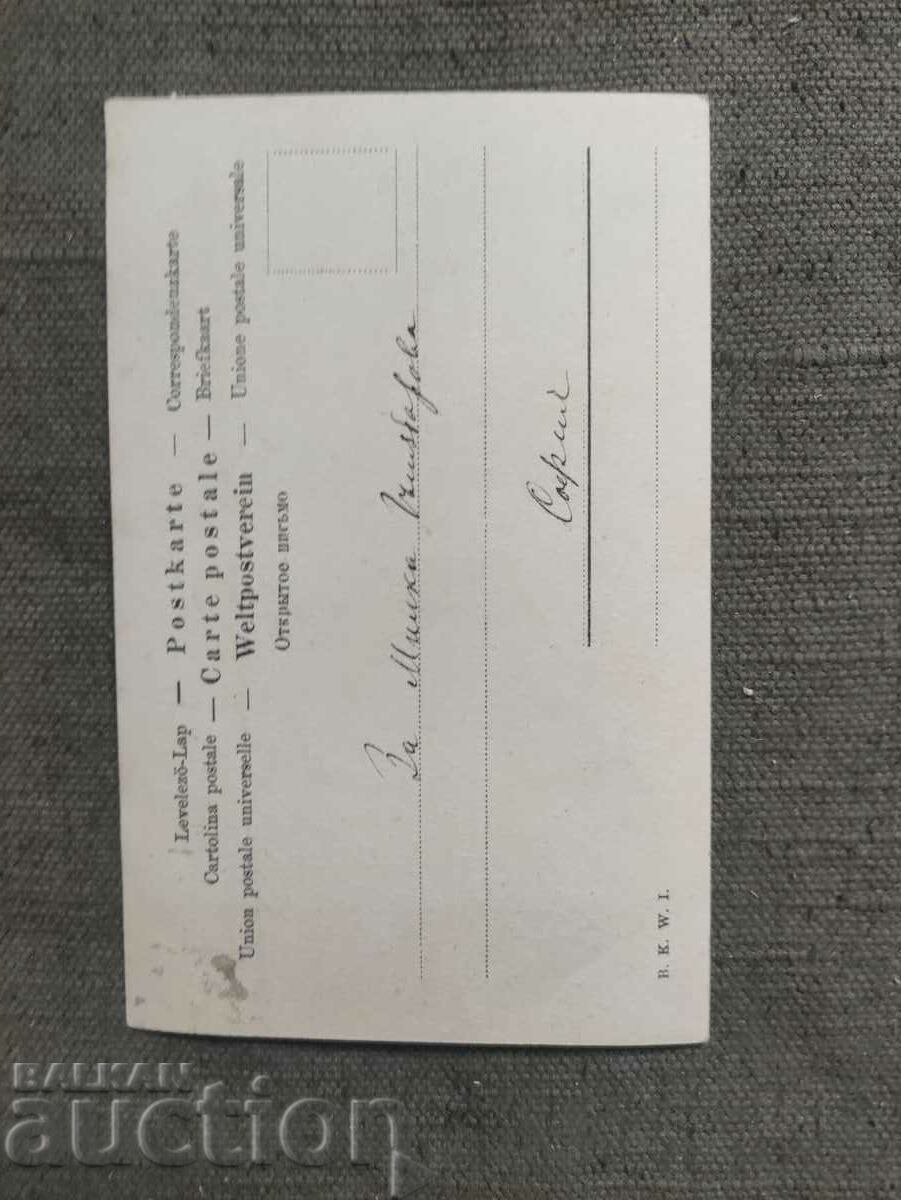 Levelező-Lap — Postkarte — Correspondenzkarte
Cartolina postale — Carte postale — Briefkaart
Union postale universelle — Weltpostverein — Unione postale universale
Открытое письмо
За Милка
София
B. K. W. I.
BALKAN
auction